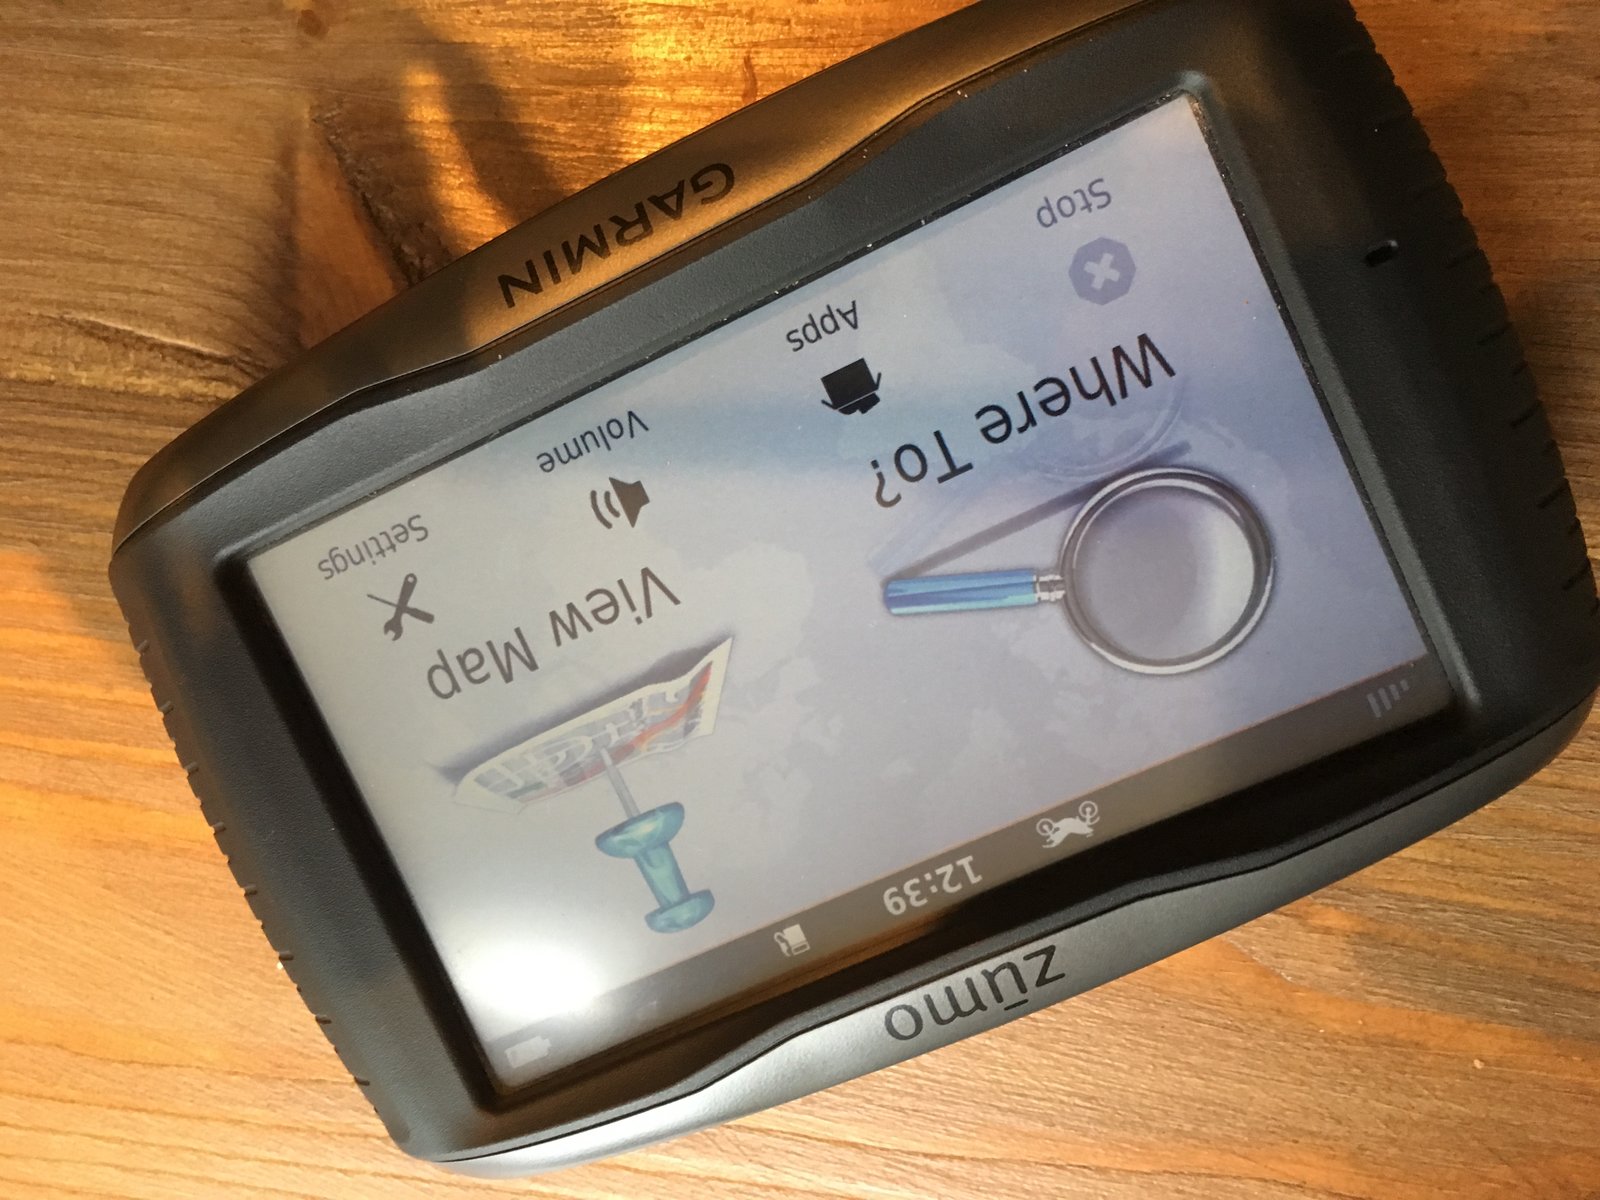 zūmo
12:39
Where To?
View Map
Stop
Apps
Volume
Settings
GARMIN